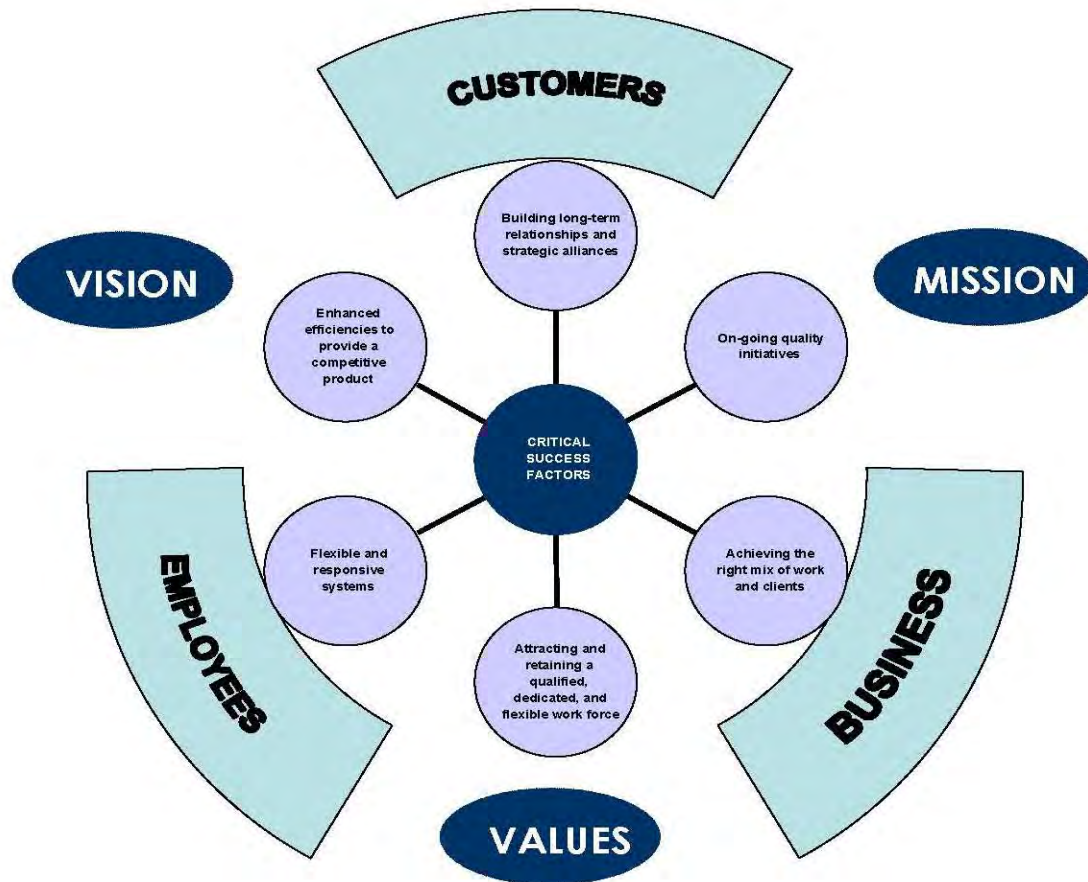 CUSTOMERS
Building long-term
relationships and
strategic alliances
VISION
MISSION
Enhanced
efficiencies to
provide a
competitive
product
On-going quality
initiatives
CRITICAL
SUCCESS
FACTORS
EMPLOYEES
Flexible and
responsive
systems
Achieving the
right mix of work
and clients
BUSINESS
Attracting and
retaining a
qualified,
dedicated, and
flexible work force
VALUES